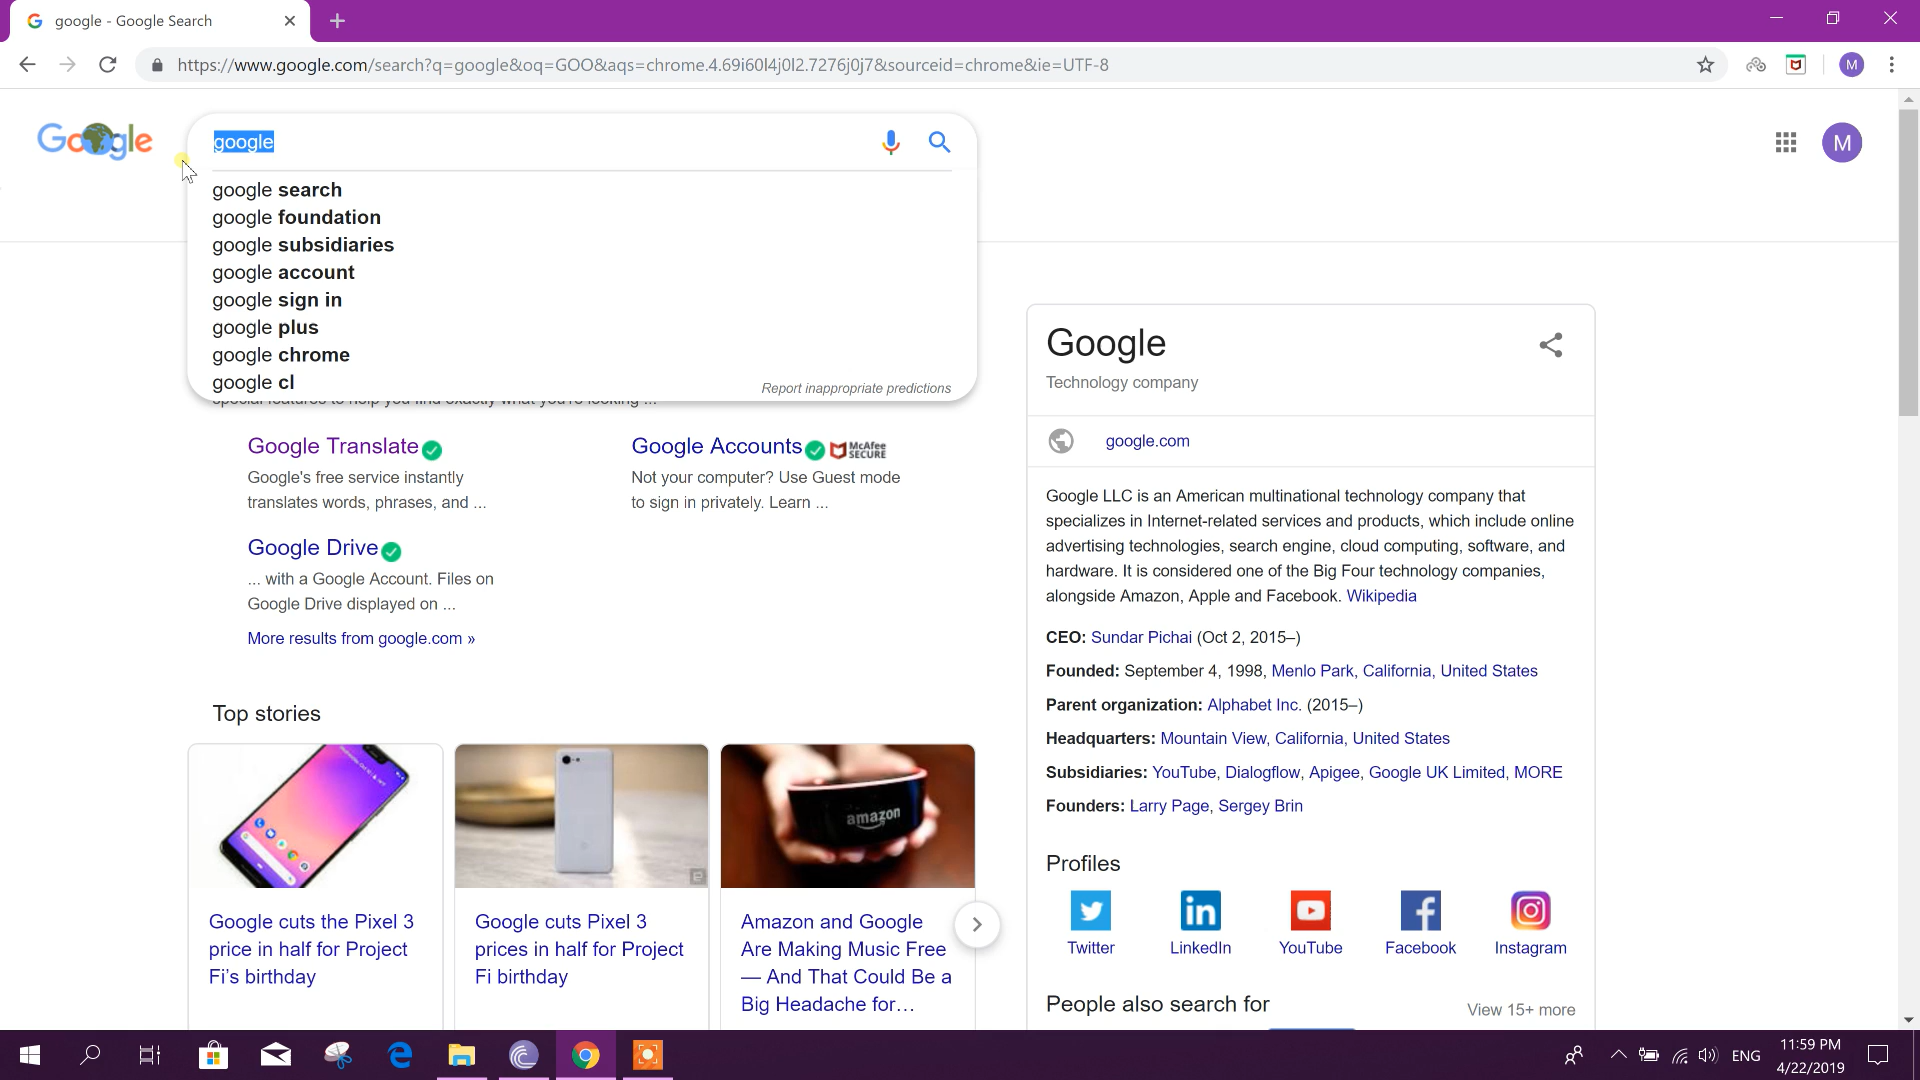 google - Google Search
https://www.google.com/search?q=google&oq=GOO&aqs=chrome.4.69i60l4j0l2.7276j0j7&sourceid=chrome&ie=UTF-8
M
Google
google
M
google search
google foundation
google subsidiaries
google account
google sign in
google plus
google chrome
google cl
Report inappropriate predictions
special features to help you find exactly what you're looking ...
Google Translate
Google's free service instantly
translates words, phrases, and ...
Google Accounts
McAfee
SECURE
Not your computer? Use Guest mode
to sign in privately. Learn ...
Google Drive
... with a Google Account. Files on
Google Drive displayed on ...
More results from google.com »
Top stories
amazon
Google cuts the Pixel 3
price in half for Project
Fi's birthday
Google cuts Pixel 3
prices in half for Project
Fi birthday
Amazon and Google
Are Making Music Free
— And That Could Be a
Big Headache for...
Google
Technology company
google.com
Google LLC is an American multinational technology company that
specializes in Internet-related services and products, which include online
advertising technologies, search engine, cloud computing, software, and
hardware. It is considered one of the Big Four technology companies,
alongside Amazon, Apple and Facebook. Wikipedia
CEO: Sundar Pichai (Oct 2, 2015–)
Founded: September 4, 1998, Menlo Park, California, United States
Parent organization: Alphabet Inc. (2015–)
Headquarters: Mountain View, California, United States
Subsidiaries: YouTube, Dialogflow, Apigee, Google UK Limited, MORE
Founders: Larry Page, Sergey Brin
Profiles
Twitter
LinkedIn
YouTube
Facebook
Instagram
People also search for
View 15+ more
ENG
11:59 PM
4/22/2019